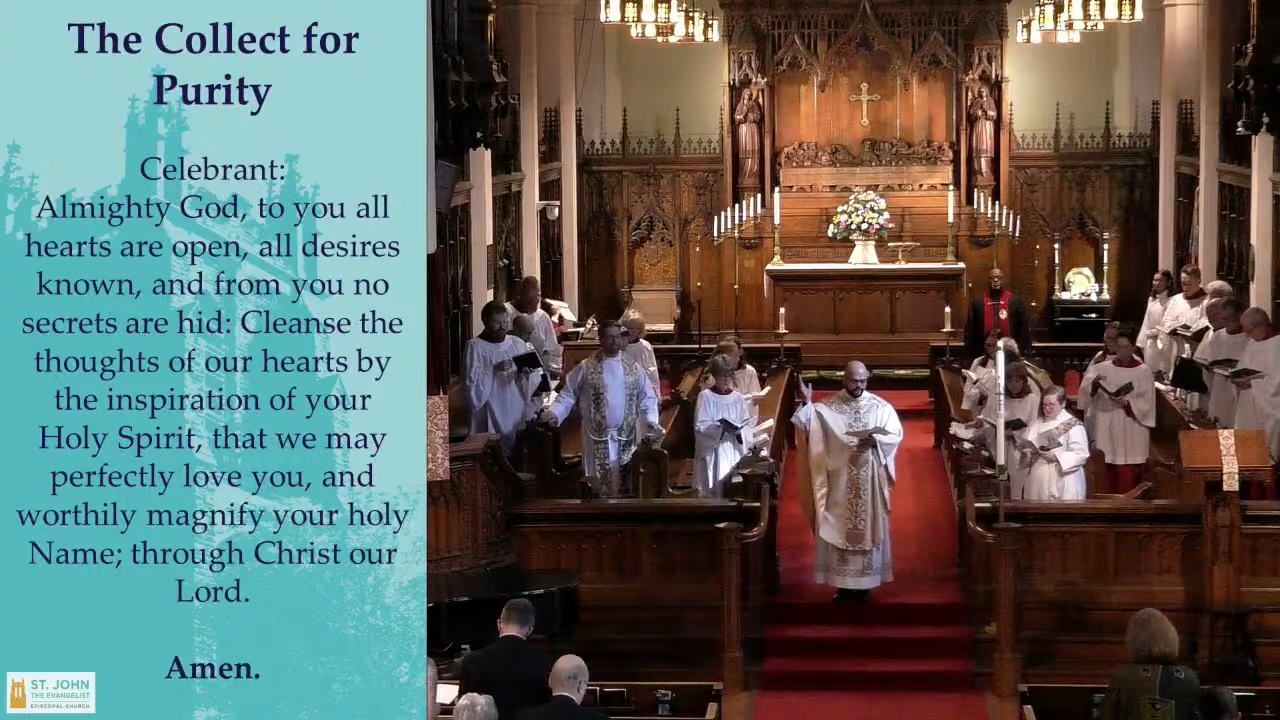 The Collect for
Purity
Celebrant:
Almighty God, to you all
hearts are open, all desires
known, and from you no
secrets are hid: Cleanse the
thoughts of our hearts by
the inspiration of your
Holy Spirit, that we may
perfectly love you, and
worthily magnify your holy
Name; through Christ our
Lord.
Amen.
ST. JOHN
THE EVANGELIST
EPISCOPAL CHURCH